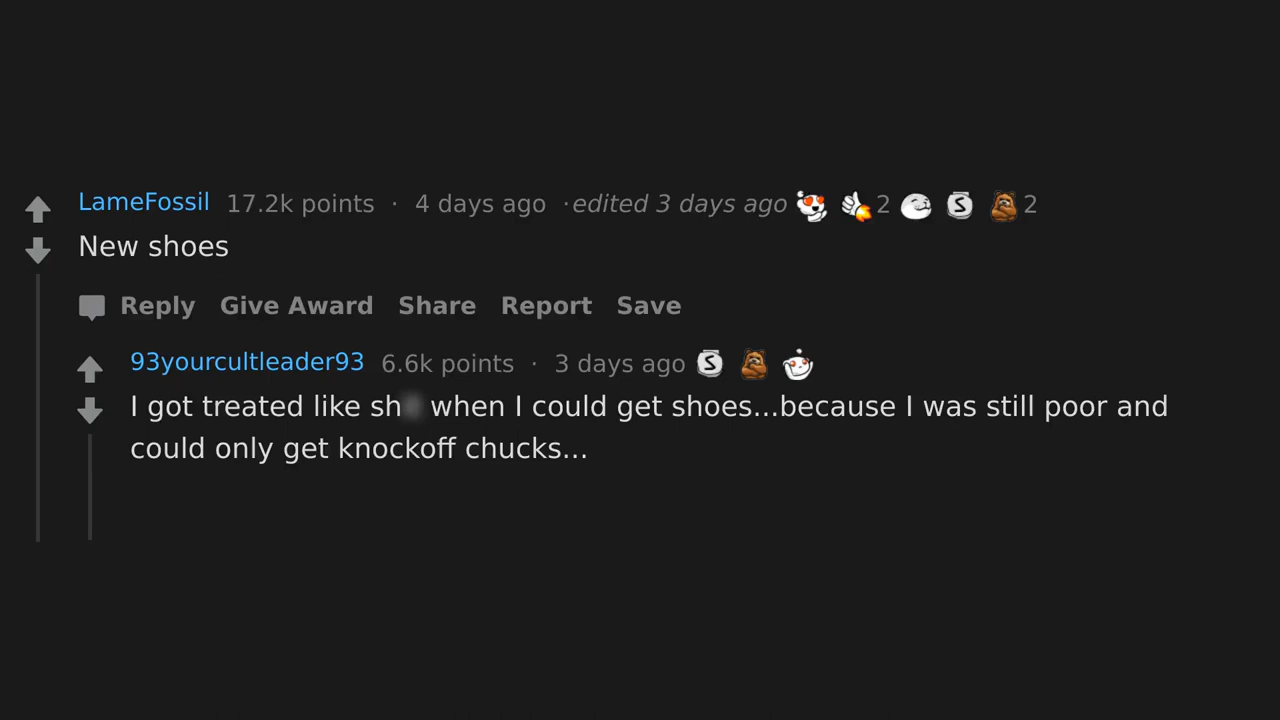 LameFossil 17.2k points · 4 days ago ·edited 3 days ago 2 2
New shoes
Reply Give Award Share Report Save
93yourcultleader93 6.6k points · 3 days ago
I got treated like sh when I could get shoes...because I was still poor and
could only get knockoff chucks...